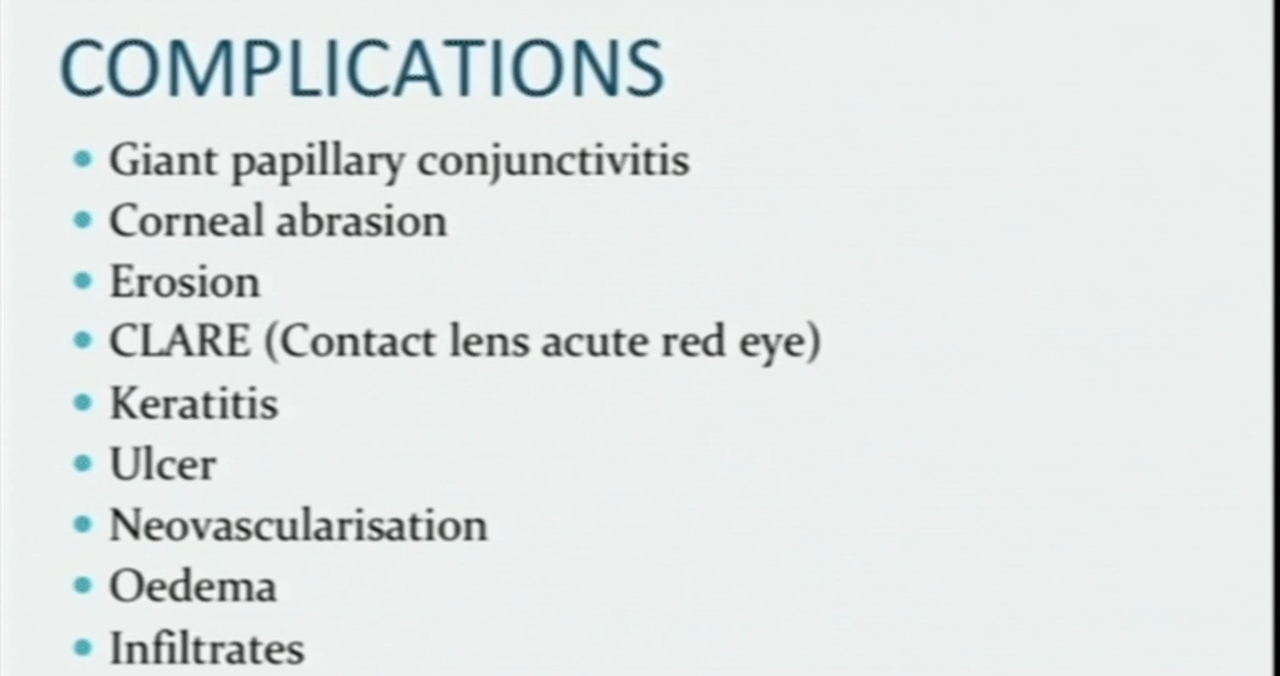 COMPLICATIONS
• Giant papillary conjunctivitis
• Corneal abrasion
• Erosion
• CLARE (Contact lens acute red eye)
• Keratitis
• Ulcer
• Neovascularisation
• Oedema
• Infiltrates